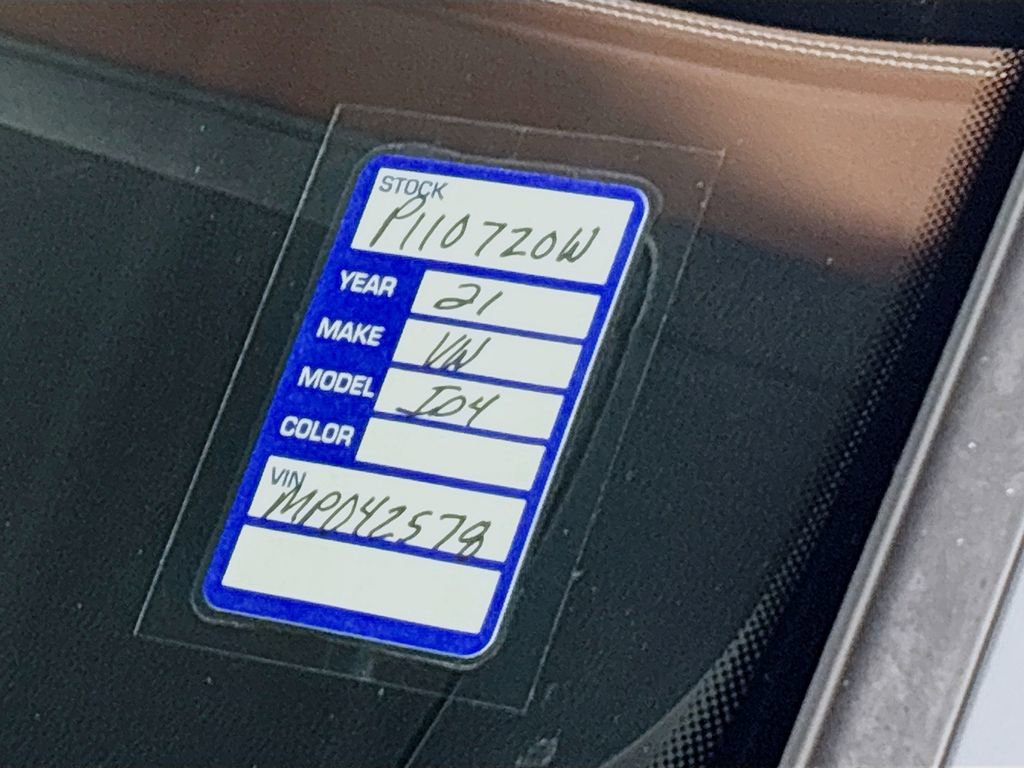 STOCK
P110720W
YEAR 21
MAKE VW
MODEL ID4
COLOR
VIN
MP042578